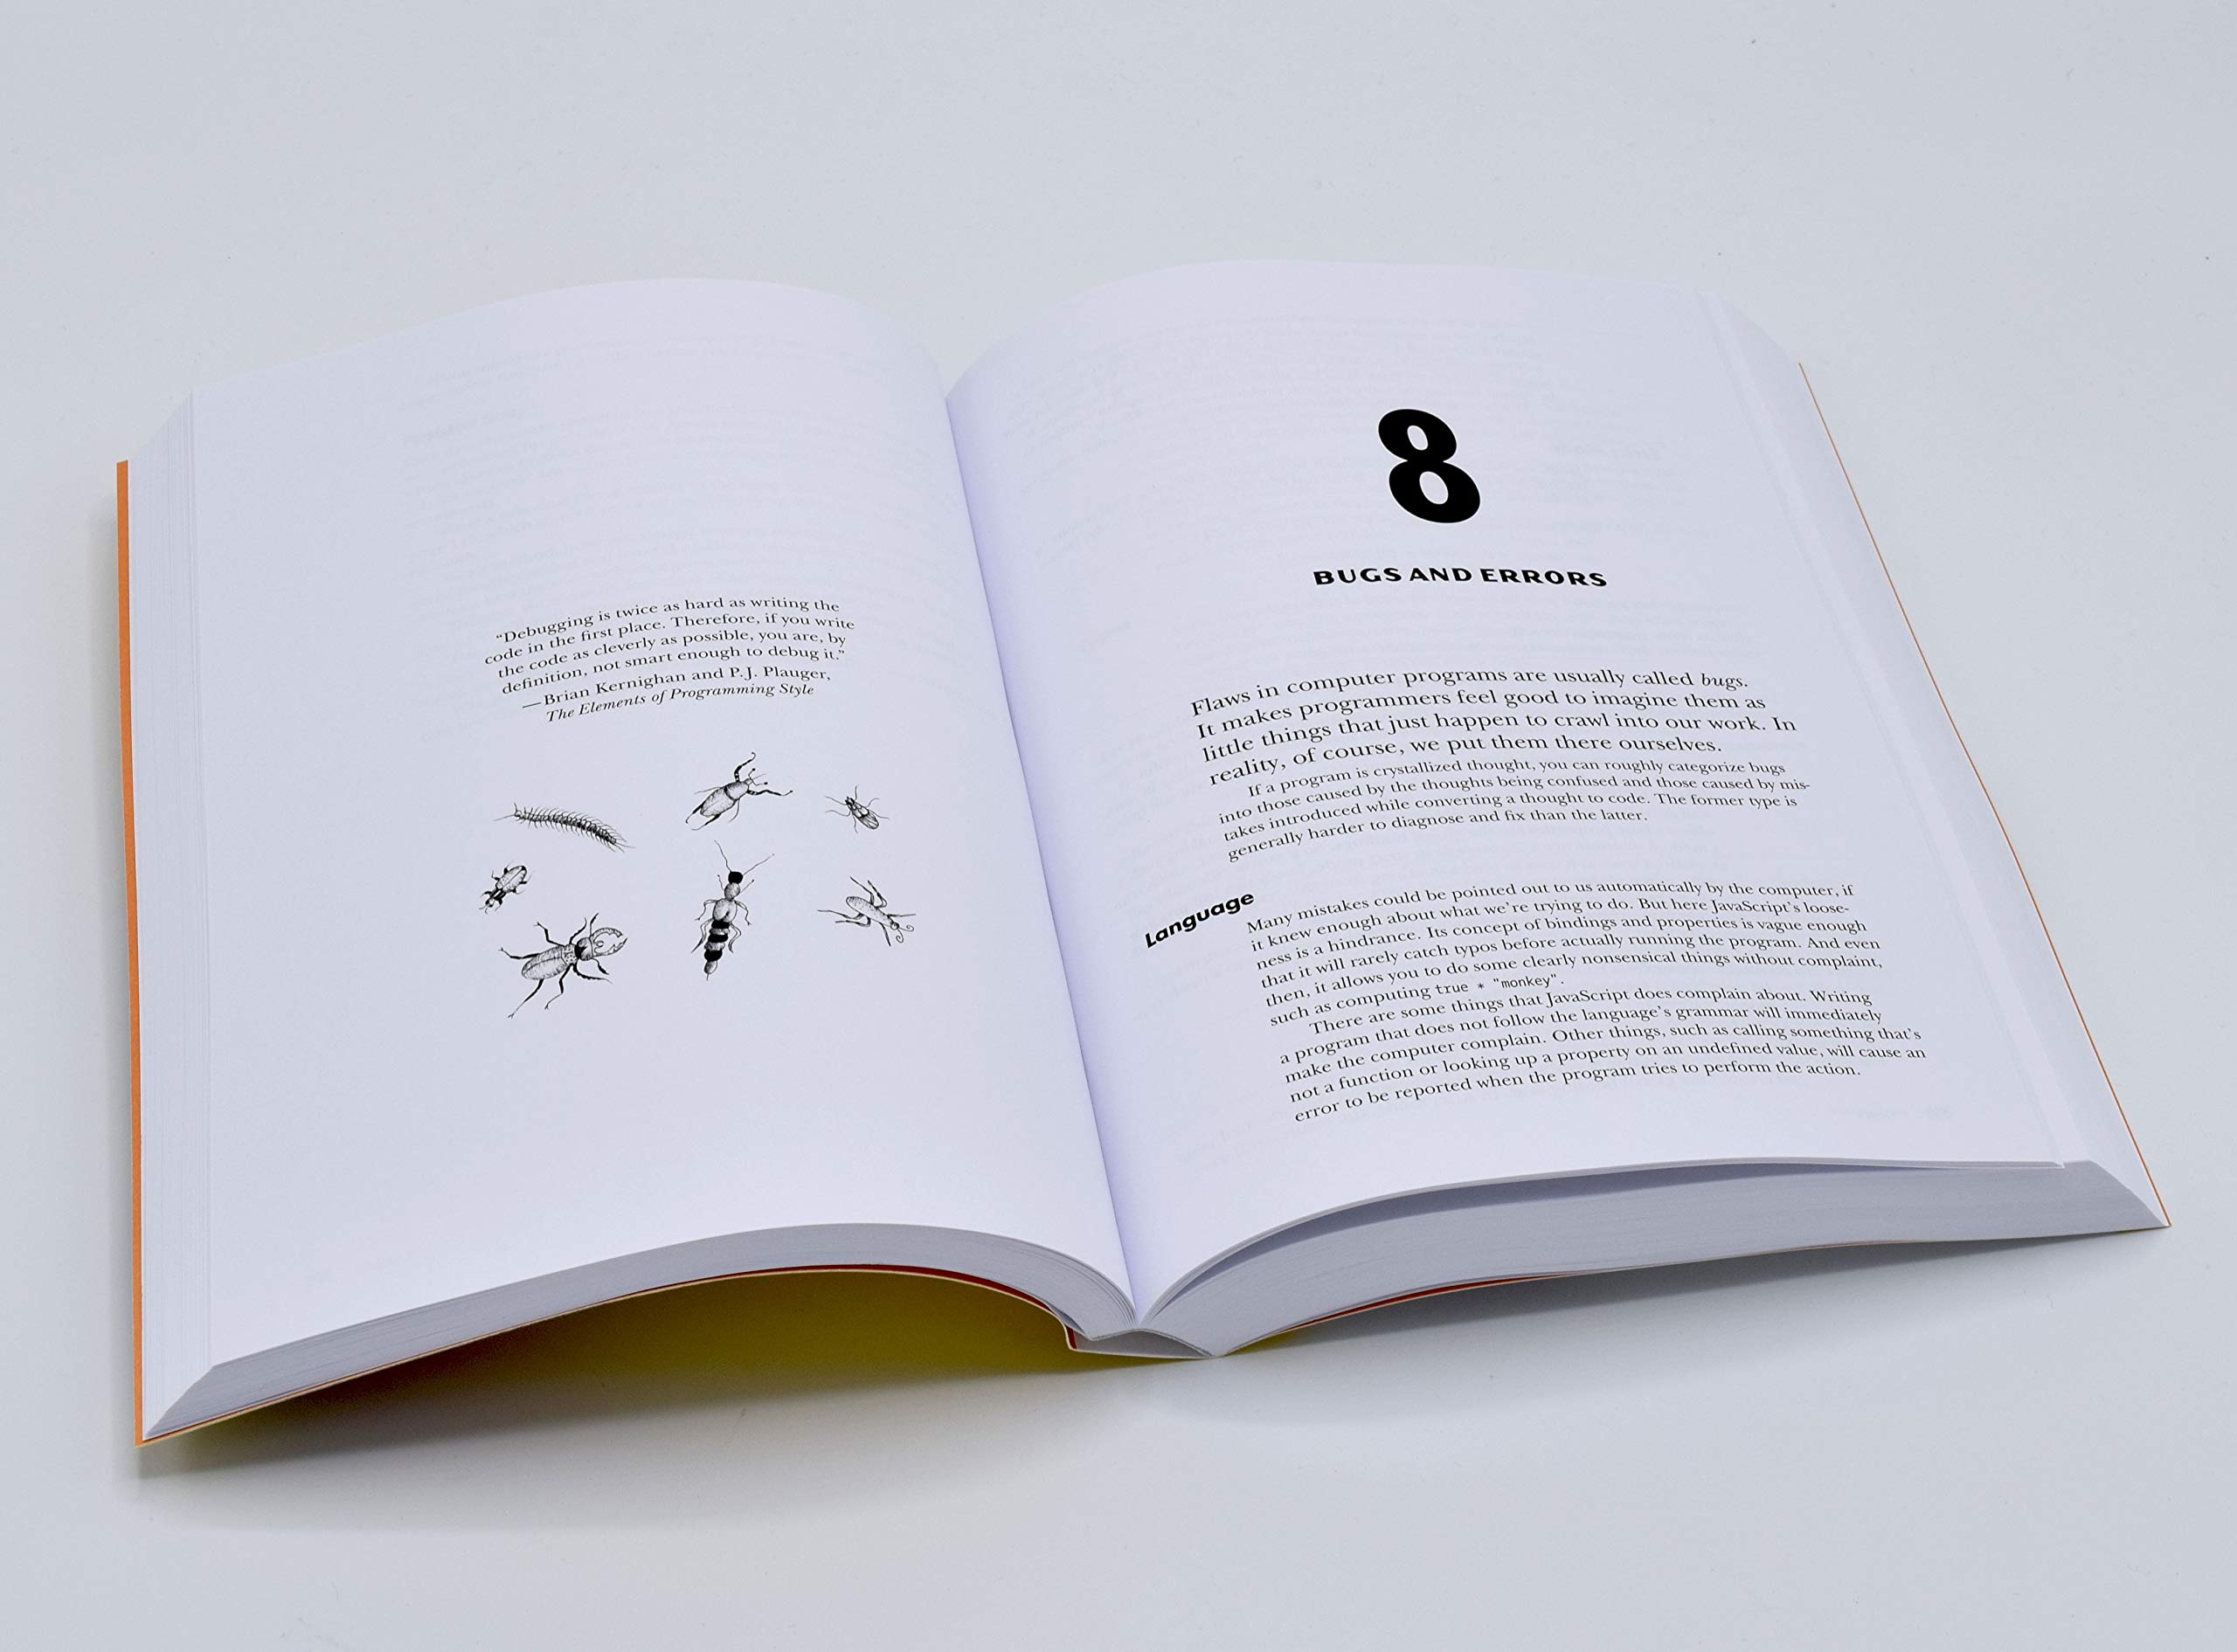 “Debugging is twice as hard as writing the
code in the first place. Therefore, if you write
the code as cleverly as possible, you are, by
definition, not smart enough to debug it.”
—Brian Kernighan and P.J. Plauger,
The Elements of Programming Style
8
BUGS AND ERRORS
Flaws in computer programs are usually called bugs.
It makes programmers feel good to imagine them as
little things that just happen to crawl into our work. In
reality, of course, we put them there ourselves.
If a program is crystallized thought, you can roughly categorize bugs
into those caused by the thoughts being confused and those caused by mis-
takes introduced while converting a thought to code. The former type is
generally harder to diagnose and fix than the latter.
Language
Many mistakes could be pointed out to us automatically by the computer, if
it knew enough about what we’re trying to do. But here JavaScript’s loose-
ness is a hindrance. Its concept of bindings and properties is vague enough
that it will rarely catch typos before actually running the program. And even
then, it allows you to do some clearly nonsensical things without complaint,
such as computing true * "monkey".
There are some things that JavaScript does complain about. Writing
a program that does not follow the language’s grammar will immediately
make the computer complain. Other things, such as calling something that’s
not a function or looking up a property on an undefined value, will cause an
error to be reported when the program tries to perform the action.